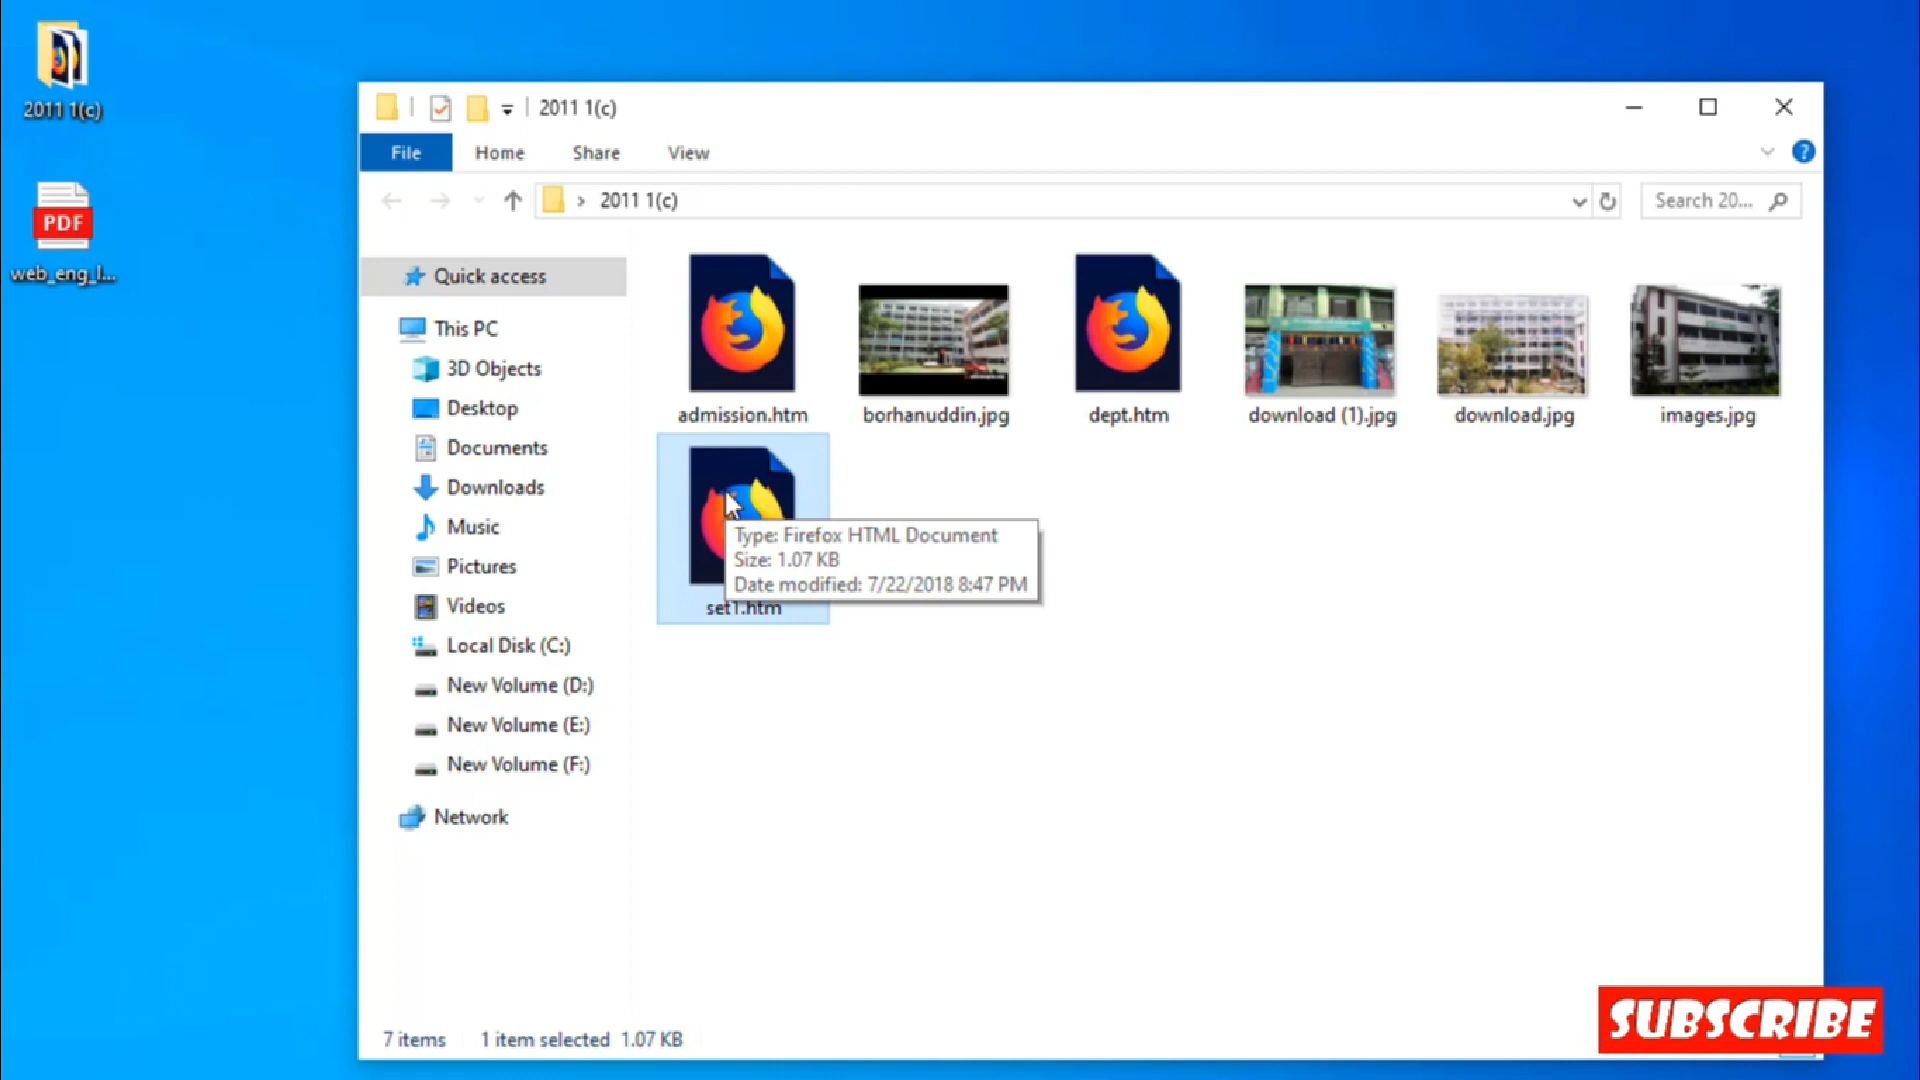 2011 1(c)
PDF
web_eng_l...
2011 1(c)
File Home Share View
2011 1(c)
Search 20...
Quick access
This PC
3D Objects
Desktop
Documents
Downloads
Music
Pictures
Videos
Local Disk (C:)
New Volume (D:)
New Volume (E:)
New Volume (F:)
Network
admission.htm borhanuddin.jpg dept.htm download (1).jpg download.jpg images.jpg
Type: Firefox HTML Document
Size: 1.07 KB
Date modified: 7/22/2018 8:47 PM
set1.htm
7 items 1 item selected 1.07 KB
SUBSCRIBE